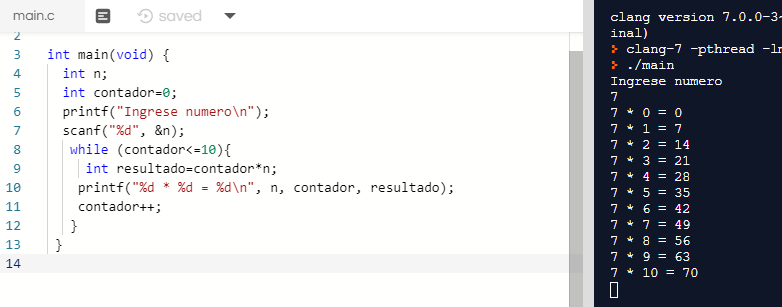 main.c
saved
2
3 int main(void) {
4 int n;
5 int contador=0;
6 printf("Ingrese numero\n");
7 scanf("%d", &n);
8 while (contador<=10){
9 int resultado=contador*n;
10 printf("%d * %d = %d\n", n, contador, resultado);
11 contador++;
12 }
13 }
14
clang version 7.0.0-3~
inal)
clang-7 -pthread -lm
./main
Ingrese numero
7
7 * 0 = 0
7 * 1 = 7
7 * 2 = 14
7 * 3 = 21
7 * 4 = 28
7 * 5 = 35
7 * 6 = 42
7 * 7 = 49
7 * 8 = 56
7 * 9 = 63
7 * 10 = 70